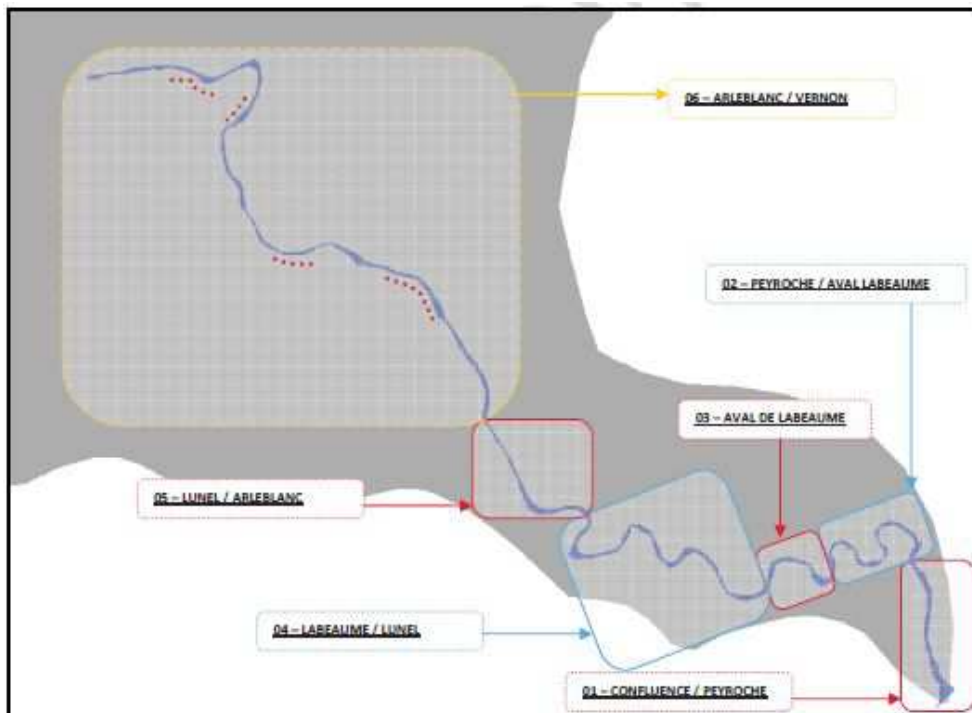 06 – ARLEBLANC / VERNON
02 – PEYROCHE / AVAL LABEAUME
03 – AVAL DE LABEAUME
05 – LUNEL / ARLEBLANC
04 – LABEAUME / LUNEL
01 – CONFLUENCE / PEYROCHE